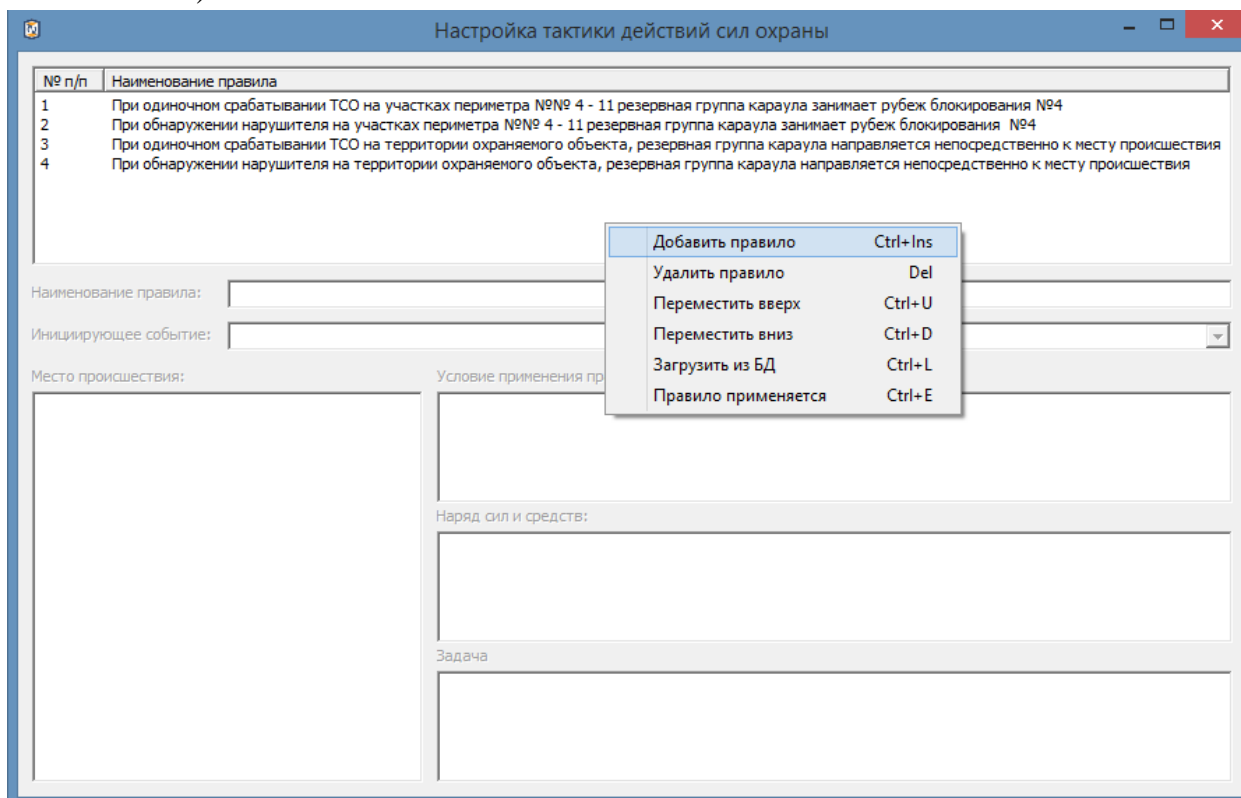 Настройка тактики действий сил охраны
№ п/п Наименование правила
1 При одиночном срабатывании ТСО на участках периметра №№ 4 - 11 резервная группа караула занимает рубеж блокирования №4
2 При обнаружении нарушителя на участках периметра №№ 4 - 11 резервная группа караула занимает рубеж блокирования №4
3 При одиночном срабатывании ТСО на территории охраняемого объекта, резервная группа караула направляется непосредственно к месту происшествия
4 При обнаружении нарушителя на территории охраняемого объекта, резервная группа караула направляется непосредственно к месту происшествия
Добавить правило Ctrl+Ins
Удалить правило Del
Переместить вверх Ctrl+U
Переместить вниз Ctrl+D
Загрузить из БД Ctrl+L
Правило применяется Ctrl+E
Наименование правила:
Инициирующее событие:
Место происшествия:
Условие применения пр
Наряд сил и средств:
Задача